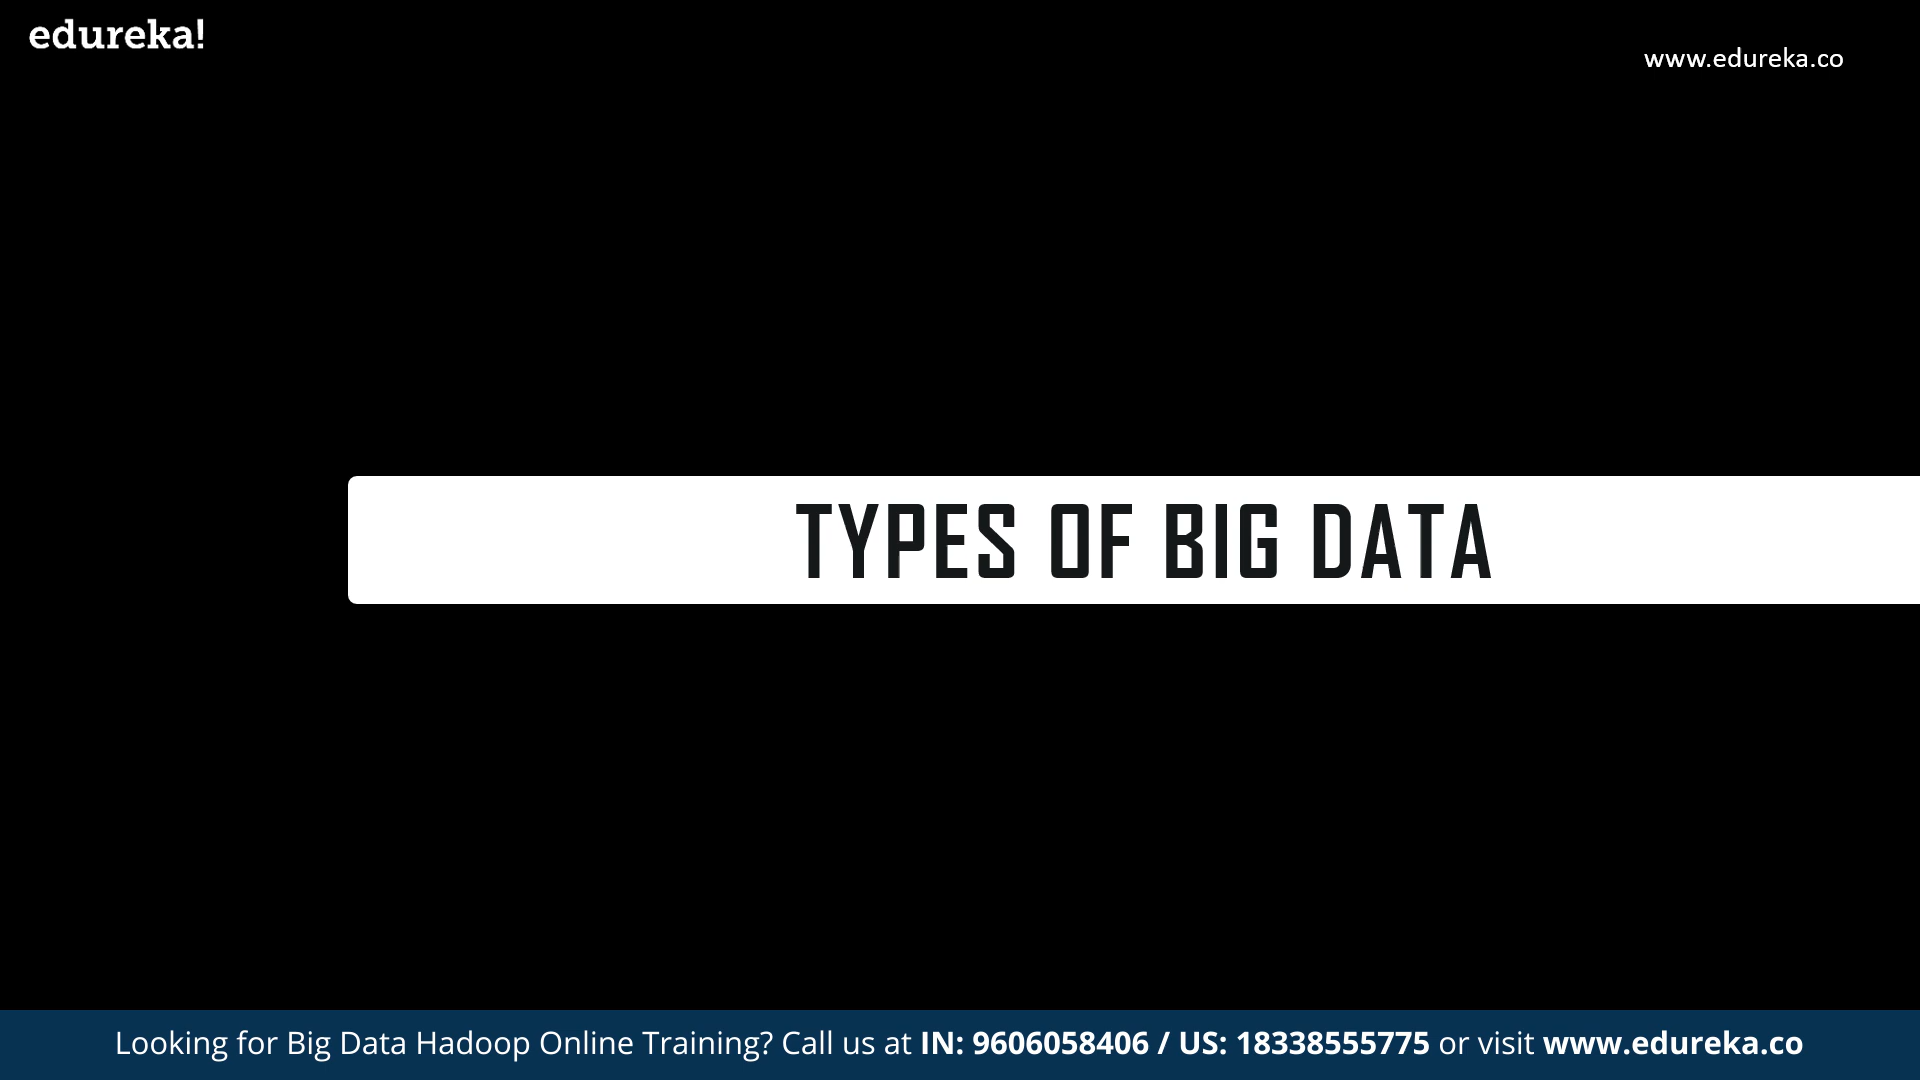 edureka!
www.edureka.co
TYPES OF BIG DATA
Looking for Big Data Hadoop Online Training? Call us at IN: 9606058406 / US: 18338555775 or visit www.edureka.co